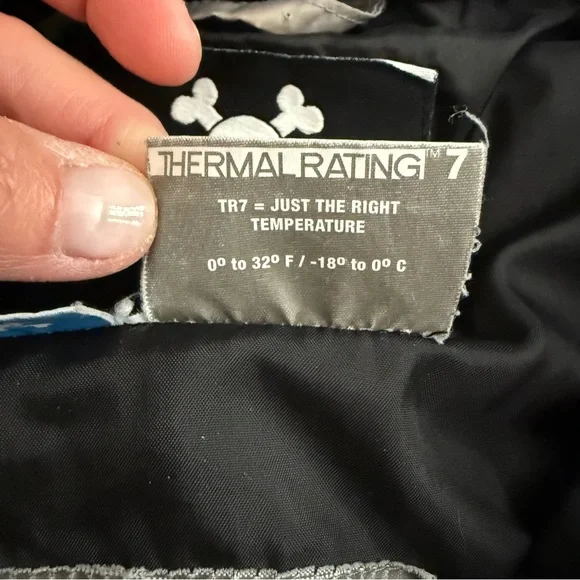 THERMAL RATING™ 7
TR7 = JUST THE RIGHT
TEMPERATURE
0º to 32º F / -18º to 0º C